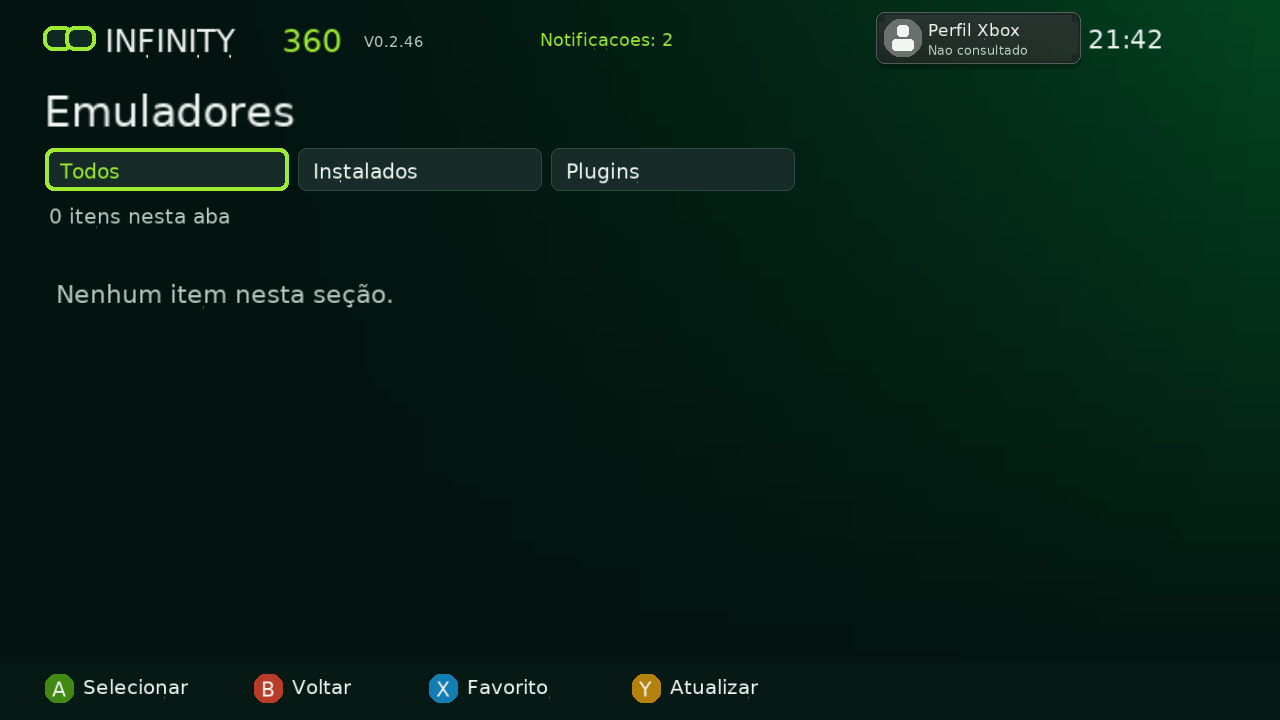 INFINITY 360 V0.2.46 Notificacoes: 2 Perfil Xbox 21:42
Nao consultado
Emuladores
Todos Instalados Plugins
0 itens nesta aba
Nenhum item nesta seção.
A Selecionar B Voltar X Favorito Y Atualizar